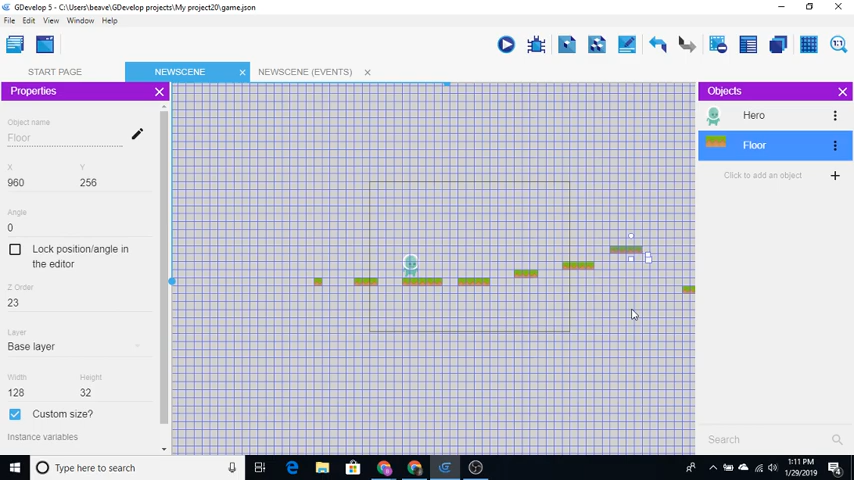 GDevelop 5 - C:\Users\beave\GDevelop projects\My project20\game.json
File Edit View Window Help
START PAGE
NEWSCENE
NEWSCENE (EVENTS)
Properties
Object name
Floor
X Y
960 256
Angle
0
Lock position/angle in
the editor
Z Order
23
Layer
Base layer
Width Height
128 32
Custom size?
Instance variables
Objects
Hero
Floor
Click to add an object
Search
1:1
Type here to search
1:11 PM
1/29/2019
4